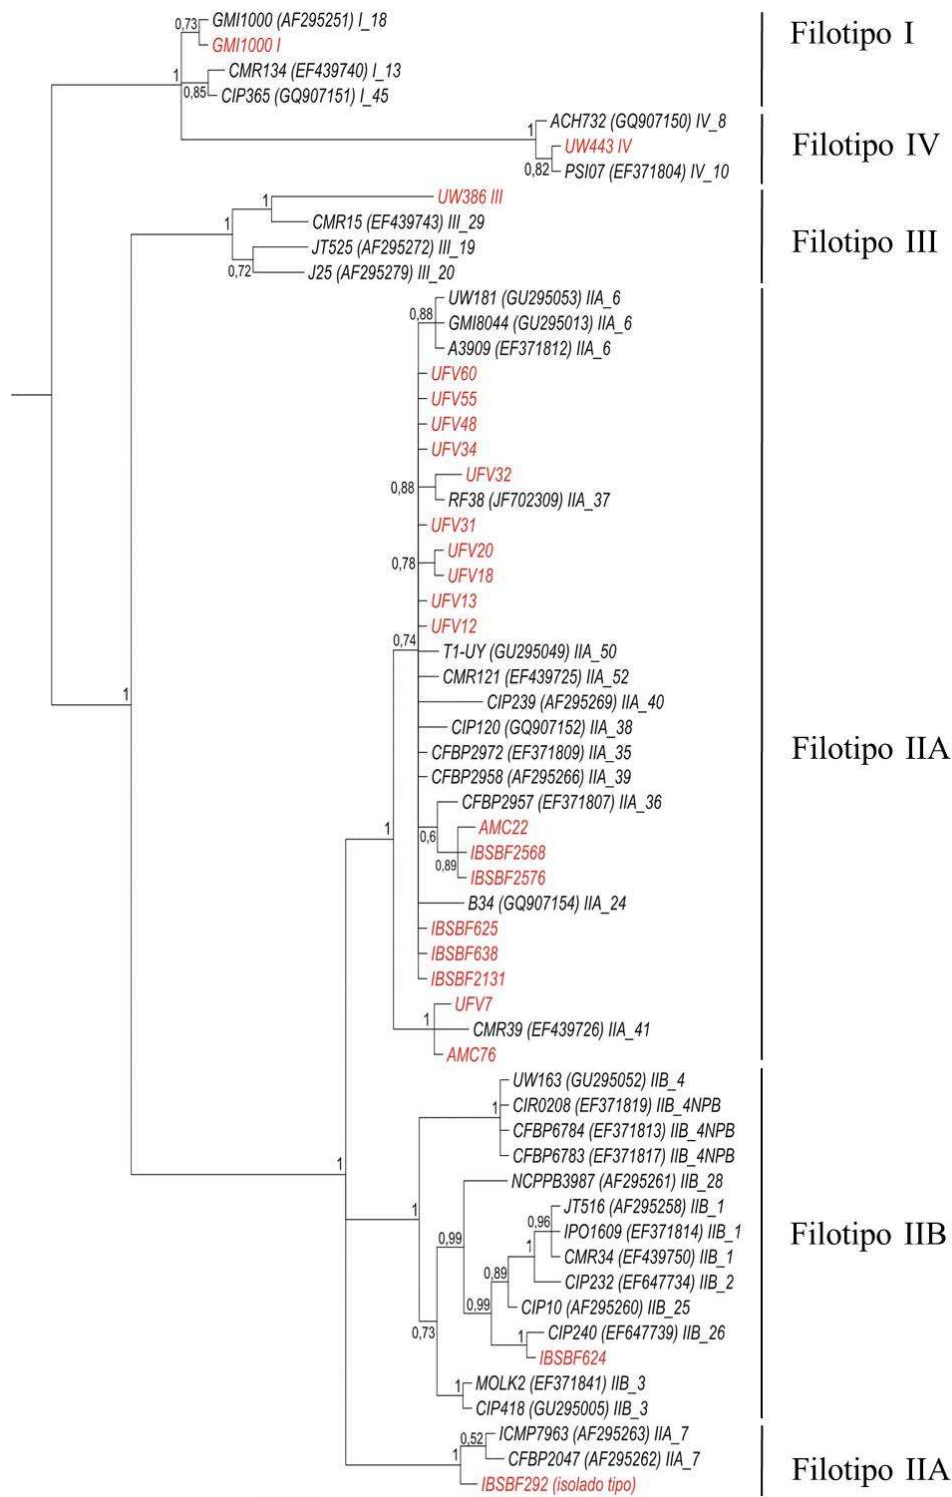 0,73
GMI1000 (AF295251) I_18
GMI1000 I
1
CMR134 (EF439740) I_13
0,85
CIP365 (GQ907151) I_45
Filotipo I
1
ACH732 (GQ907150) IV_8
UW443 IV
0,82
PSI07 (EF371804) IV_10
Filotipo IV
1
UW386 III
1
CMR15 (EF439743) III_29
JT525 (AF295272) III_19
0,72
J25 (AF295279) III_20
Filotipo III
UW181 (GU295053) IIA_6
0,88
GMI8044 (GU295013) IIA_6
A3909 (EF371812) IIA_6
UFV60
UFV55
UFV48
UFV34
UFV32
0,88
RF38 (JF702309) IIA_37
UFV31
UFV20
0,78
UFV18
UFV13
UFV12
0,74
T1-UY (GU295049) IIA_50
CMR121 (EF439725) IIA_52
1
CIP239 (AF295269) IIA_40
CIP120 (GQ907152) IIA_38
CFBP2972 (EF371809) IIA_35
CFBP2958 (AF295266) IIA_39
CFBP2957 (EF371807) IIA_36
1
0,6
AMC22
IBSBF2568
0,89
IBSBF2576
B34 (GQ907154) IIA_24
IBSBF625
IBSBF638
IBSBF2131
UFV7
1
CMR39 (EF439726) IIA_41
AMC76
Filotipo IIA
UW163 (GU295052) IIB_4
1
CIR0208 (EF371819) IIB_4NPB
CFBP6784 (EF371813) IIB_4NPB
CFBP6783 (EF371817) IIB_4NPB
1
NCPPB3987 (AF295261) IIB_28
1
JT516 (AF295258) IIB_1
0,96
IPO1609 (EF371814) IIB_1
0,99
1
CMR34 (EF439750) IIB_1
0,89
CIP232 (EF647734) IIB_2
0,99
CIP10 (AF295260) IIB_25
0,73
1
CIP240 (EF647739) IIB_26
IBSBF624
1
MOLK2 (EF371841) IIB_3
CIP418 (GU295005) IIB_3
Filotipo IIB
0,52
ICMP7963 (AF295263) IIA_7
1
CFBP2047 (AF295262) IIA_7
IBSBF292 (isolado tipo)
Filotipo IIA